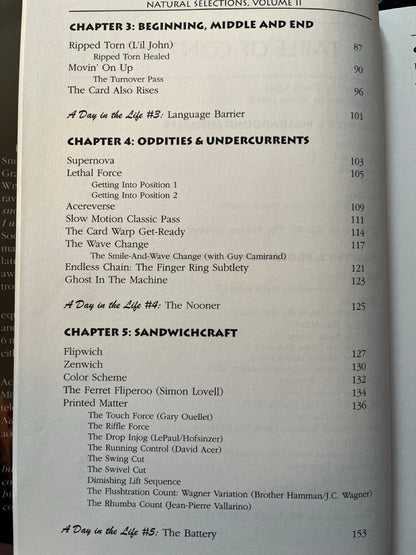 NATURAL SELECTIONS, VOLUME II
CHAPTER 3: BEGINNING, MIDDLE AND END
Ripped Torn (L'il John) 87
Ripped Torn Healed
Movin' On Up 90
The Turnover Pass
The Card Also Rises 96
A Day in the Life #3: Language Barrier 101
CHAPTER 4: ODDITIES & UNDERCURRENTS
Supernova 103
Lethal Force 105
Getting Into Position 1
Getting Into Position 2
Acereverse 109
Slow Motion Classic Pass 111
The Card Warp Get-Ready 114
The Wave Change 117
The Smile-And-Wave Change (with Guy Camirand)
Endless Chain: The Finger Ring Subtlety 121
Ghost In The Machine 123
A Day in the Life #4: The Nooner 125
CHAPTER 5: SANDWICHCRAFT
Flipwich 127
Zenwich 130
Color Scheme 132
The Ferret Fliperoo (Simon Lovell) 134
Printed Matter 136
The Touch Force (Gary Ouellet)
The Riffle Force
The Drop Injog (LePaul/Hofsinzer)
The Running Control (David Acer)
The Swing Cut
The Swivel Cut
Dimishing Lift Sequence
The Flushtration Count: Wagner Variation (Brother Hamman/J.C. Wagner)
The Rhumba Count (Jean-Pierre Vallarino)
A Day in the Life #5: The Battery 153